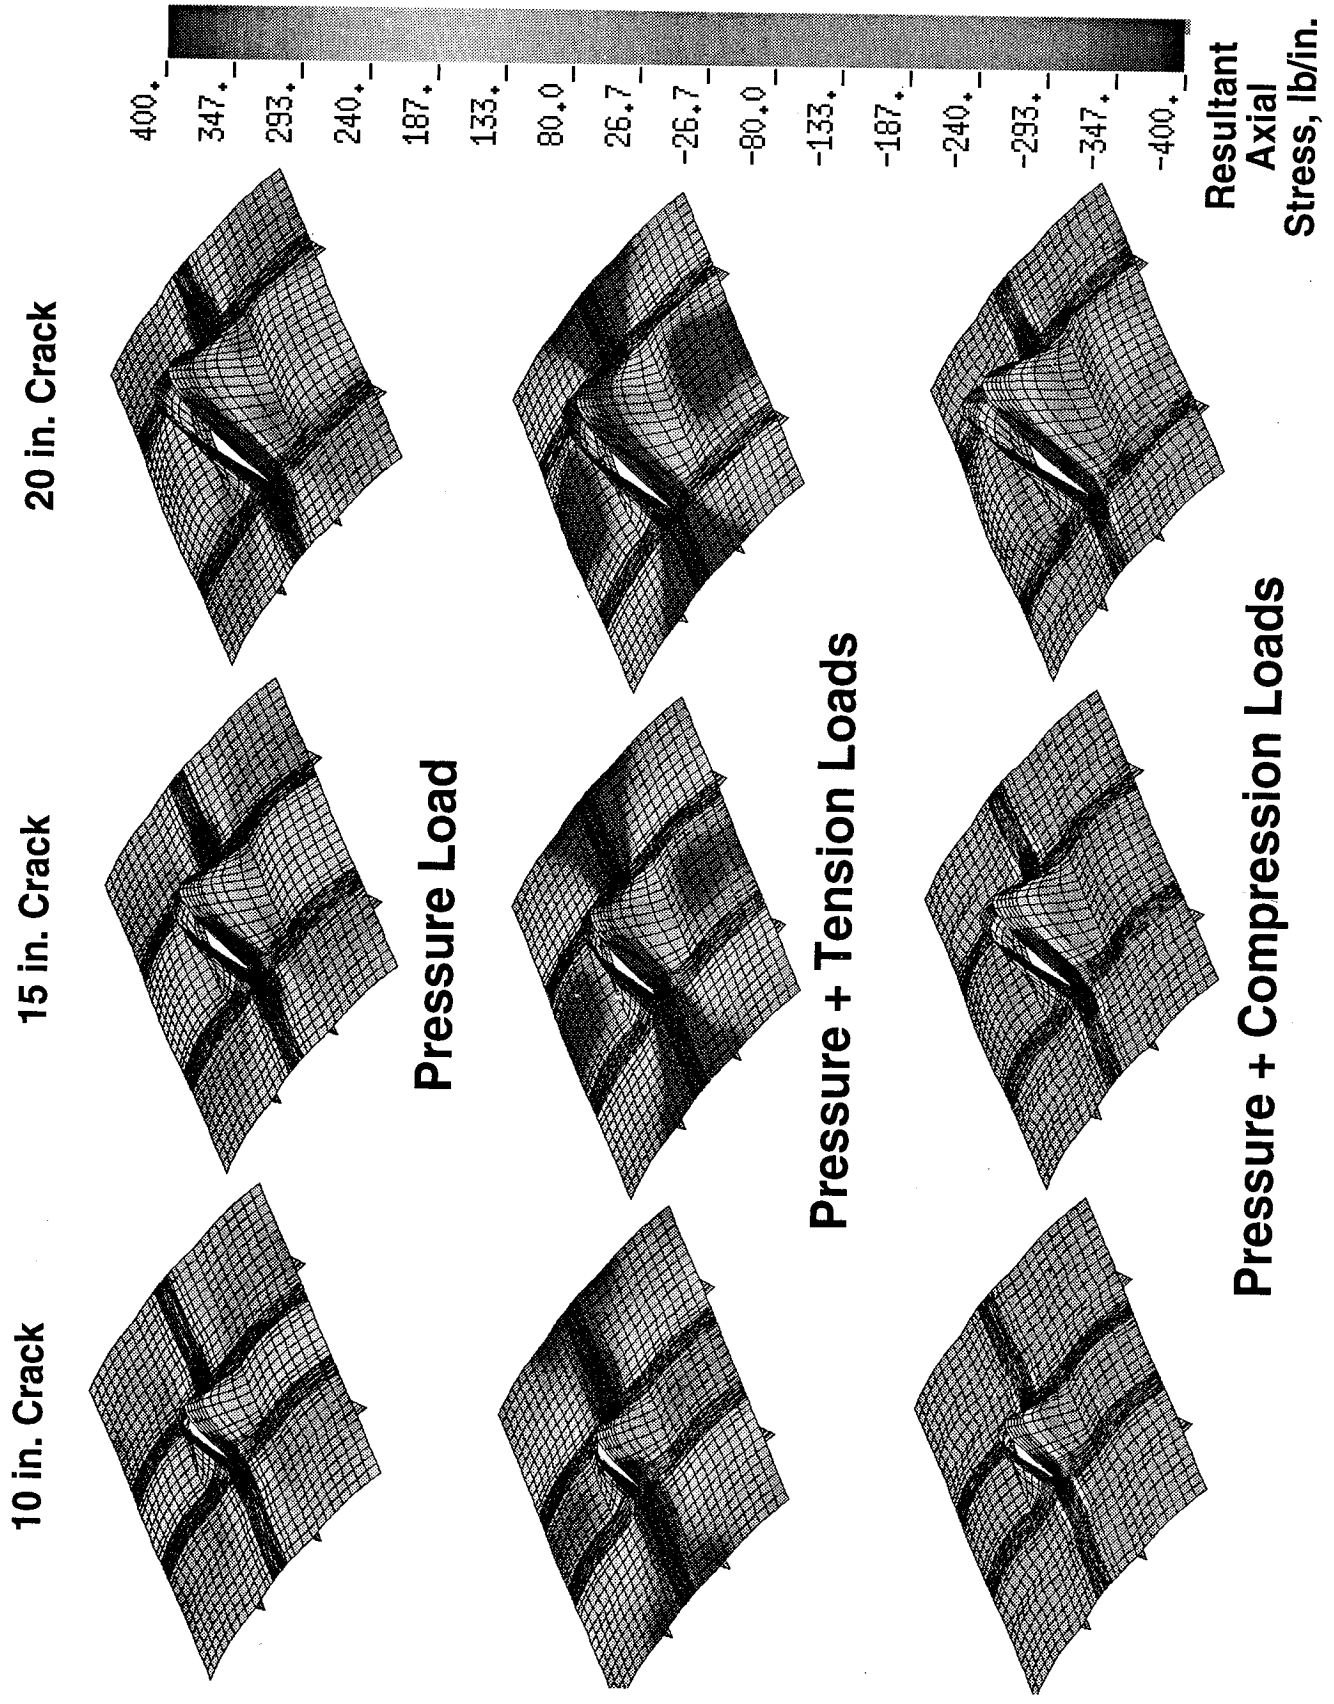 10 in. Crack
15 in. Crack
20 in. Crack
Pressure Load
Pressure + Tension Loads
Pressure + Compression Loads
400.
347.
293.
240.
187.
133.
80.0
26.7
-26.7
-80.0
-133.
-187.
-240.
-293.
-347.
-400.
Resultant
Axial
Stress, lb/in.